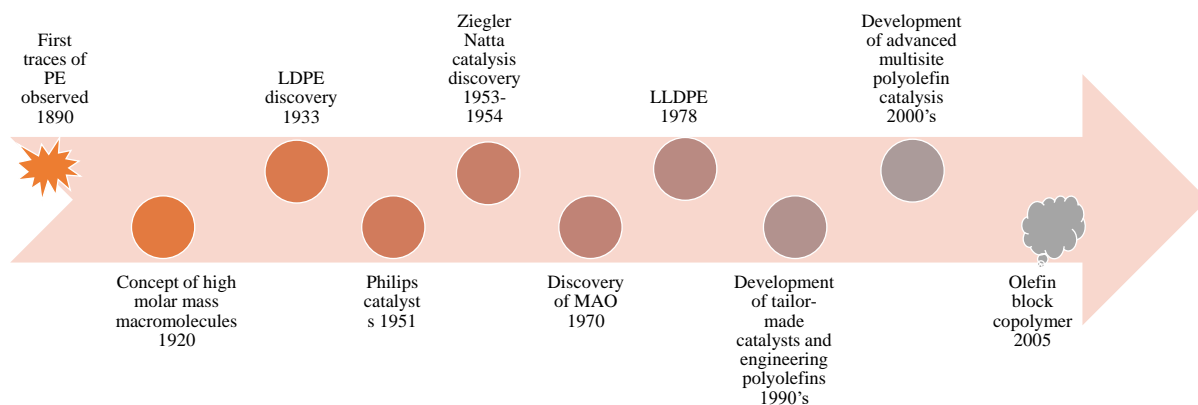 First
traces of
PE
observed
1890
Concept of high
molar mass
macromolecules
1920
LDPE
discovery
1933
Philips
catalyst
s 1951
Ziegler
Natta
catalysis
discovery
1953-
1954
Discovery
of MAO
1970
LLDPE
1978
Development
of tailor-
made
catalysts and
engineering
polyolefins
1990's
Development
of advanced
multisite
polyolefin
catalysis
2000's
Olefin
block
copolymer
2005